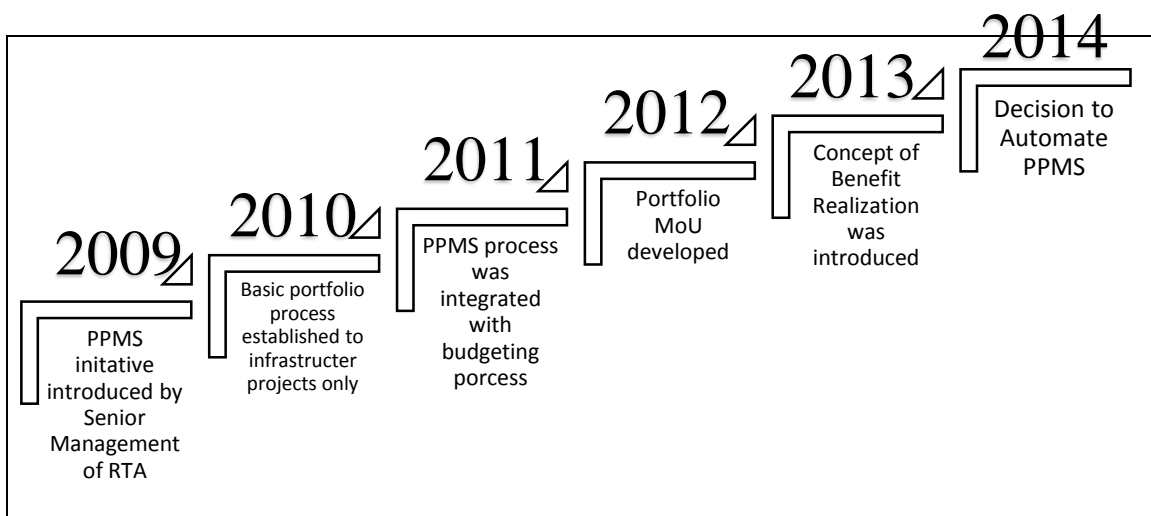 2009
PPMS
initative
introduced by
Senior
Management
of RTA
2010
Basic portfolio
process
established to
infrastructer
projects only
2011
PPMS process
was
integrated
with
budgeting
porcess
2012
Portfolio
MoU
developed
2013
Concept of
Benefit
Realization
was
introduced
2014
Decision to
Automate
PPMS